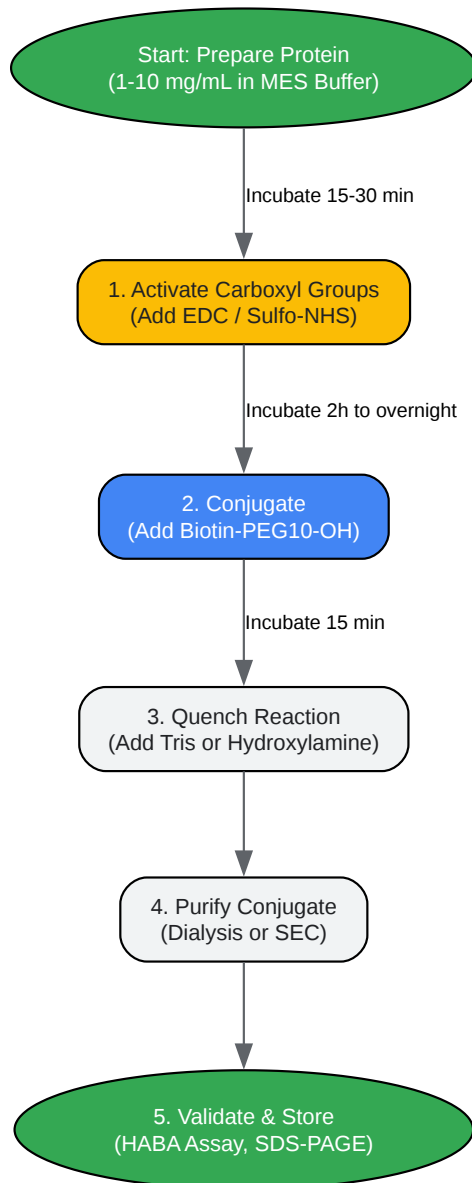 Start: Prepare Protein
(1-10 mg/mL in MES Buffer)
Incubate 15-30 min
1. Activate Carboxyl Groups
(Add EDC / Sulfo-NHS)
Incubate 2h to overnight
2. Conjugate
(Add Biotin-PEG10-OH)
Incubate 15 min
3. Quench Reaction
(Add Tris or Hydroxylamine)
4. Purify Conjugate
(Dialysis or SEC)
5. Validate & Store
(HABA Assay, SDS-PAGE)